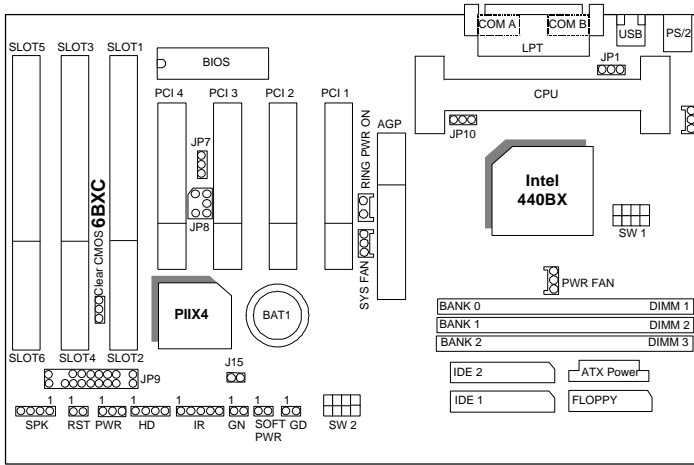 COM A COM B
LPT
USB
PS/2
SLOT5 SLOT3 SLOT1
BIOS
JP1
CPU
PCI 4 PCI 3 PCI 2 PCI 1
AGP
RING PWR ON
JP10
JP7
JP8
Intel
440BX
SW 1
Clear CMOS
6BXC
SYS FAN
PWR FAN
PIIX4
BAT1
BANK 0 DIMM 1
BANK 1 DIMM 2
BANK 2 DIMM 3
SLOT6 SLOT4 SLOT2
J15
JP9
IDE 2
ATX Power
IDE 1
FLOPPY
1 1 1 1 1 1 1 1
SPK RST PWR HD IR GN SOFT PWR GD
SW 2